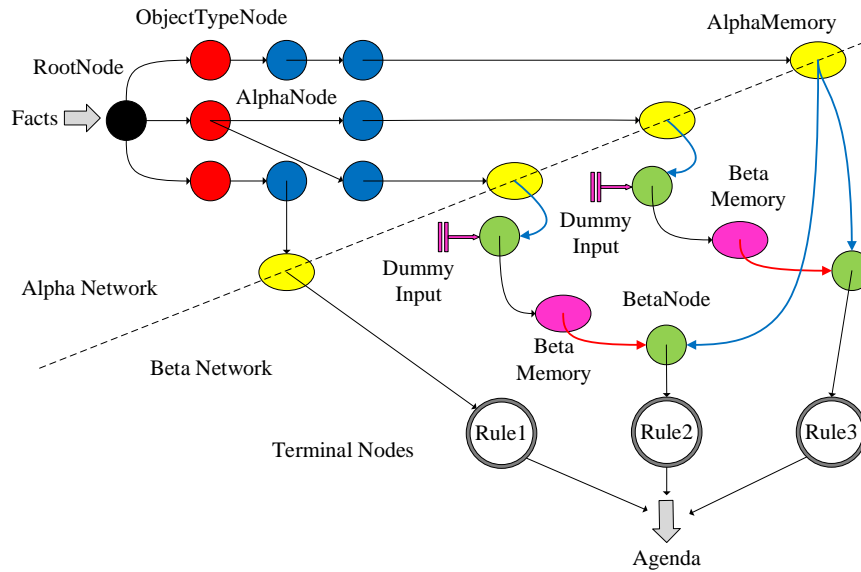 ObjectTypeNode
AlphaMemory
RootNode
AlphaNode
Facts
Beta
Memory
Dummy
Input
Dummy
Input
Alpha Network
BetaNode
Beta
Memory
Beta Network
Rule1
Rule2
Rule3
Terminal Nodes
Agenda